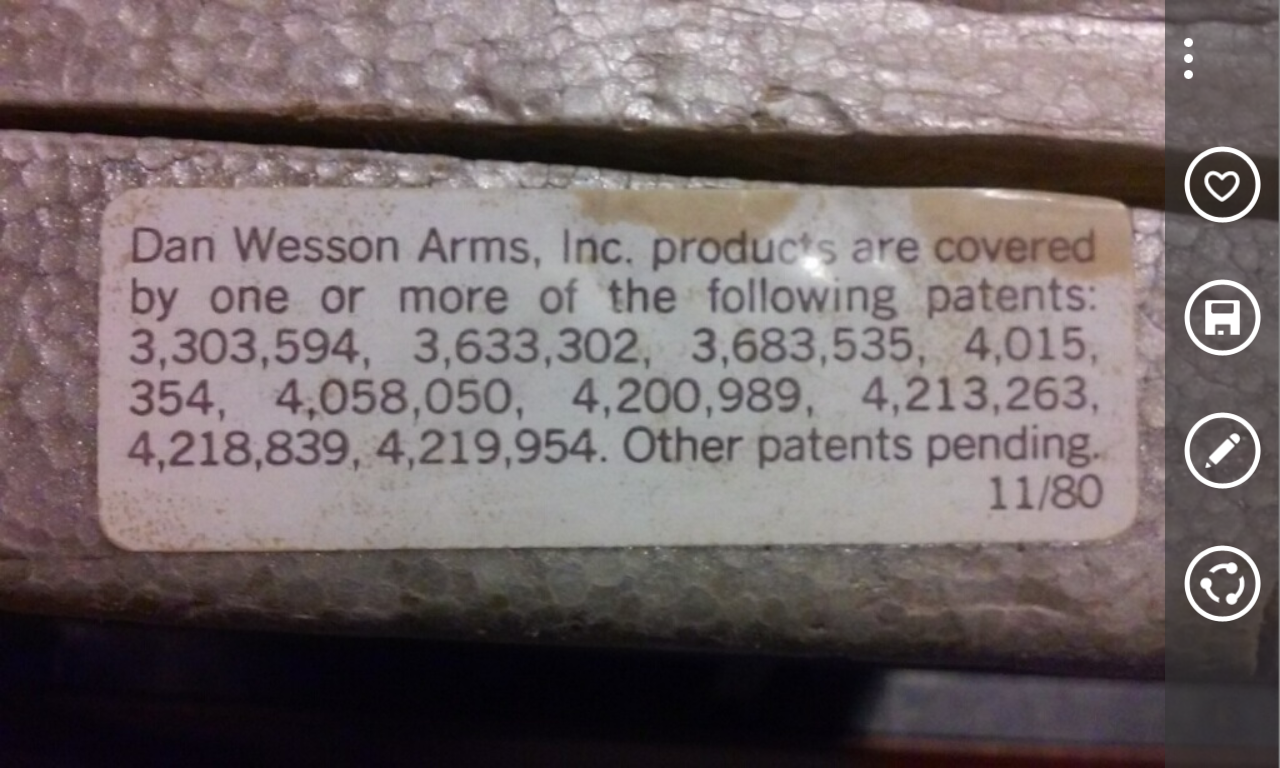 Dan Wesson Arms, Inc. products are covered
by one or more of the following patents:
3,303,594, 3,633,302, 3,683,535, 4,015,
354, 4,058,050, 4,200,989, 4,213,263,
4,218,839, 4,219,954. Other patents pending.
11/80